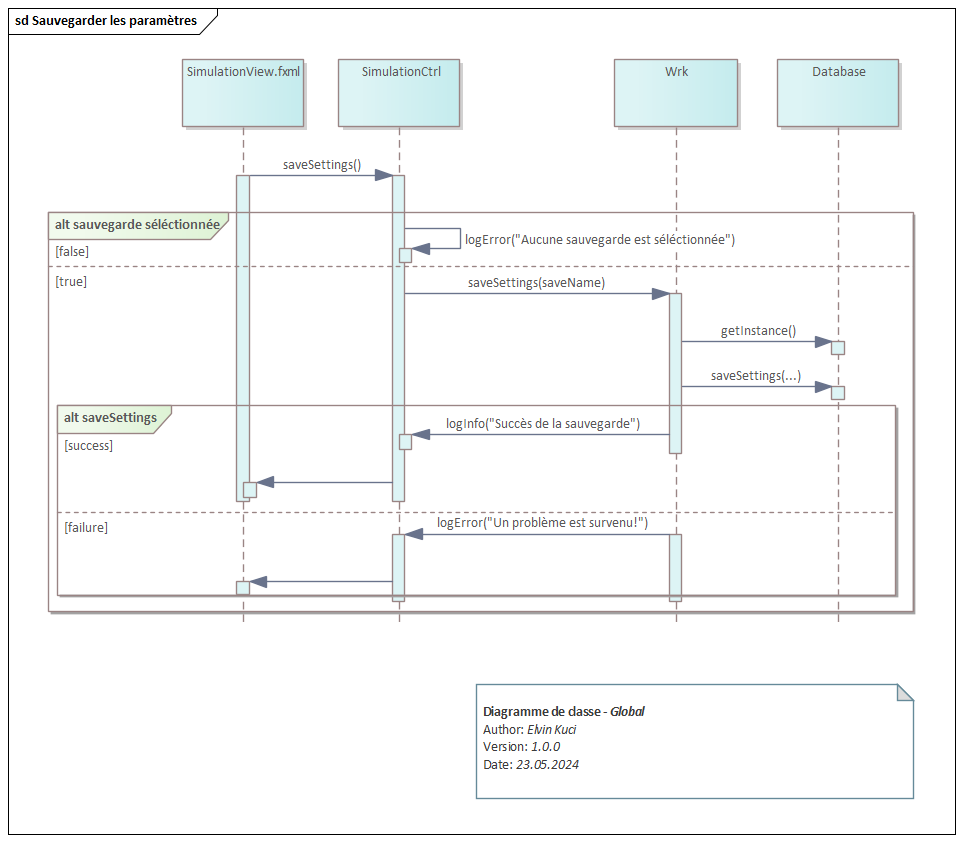 sd Sauvegarder les paramètres
SimulationView.fxml
SimulationCtrl
Wrk
Database
saveSettings()
alt sauvegarde séléctionnée
logError("Aucune sauvegarde est séléctionnée")
[false]
[true]
saveSettings(saveName)
getInstance()
saveSettings(...)
alt saveSettings
logInfo("Succès de la sauvegarde")
[success]
logError("Un problème est survenu!")
[failure]
Diagramme de classe - Global
Author: Elvin Kuci
Version: 1.0.0
Date: 23.05.2024